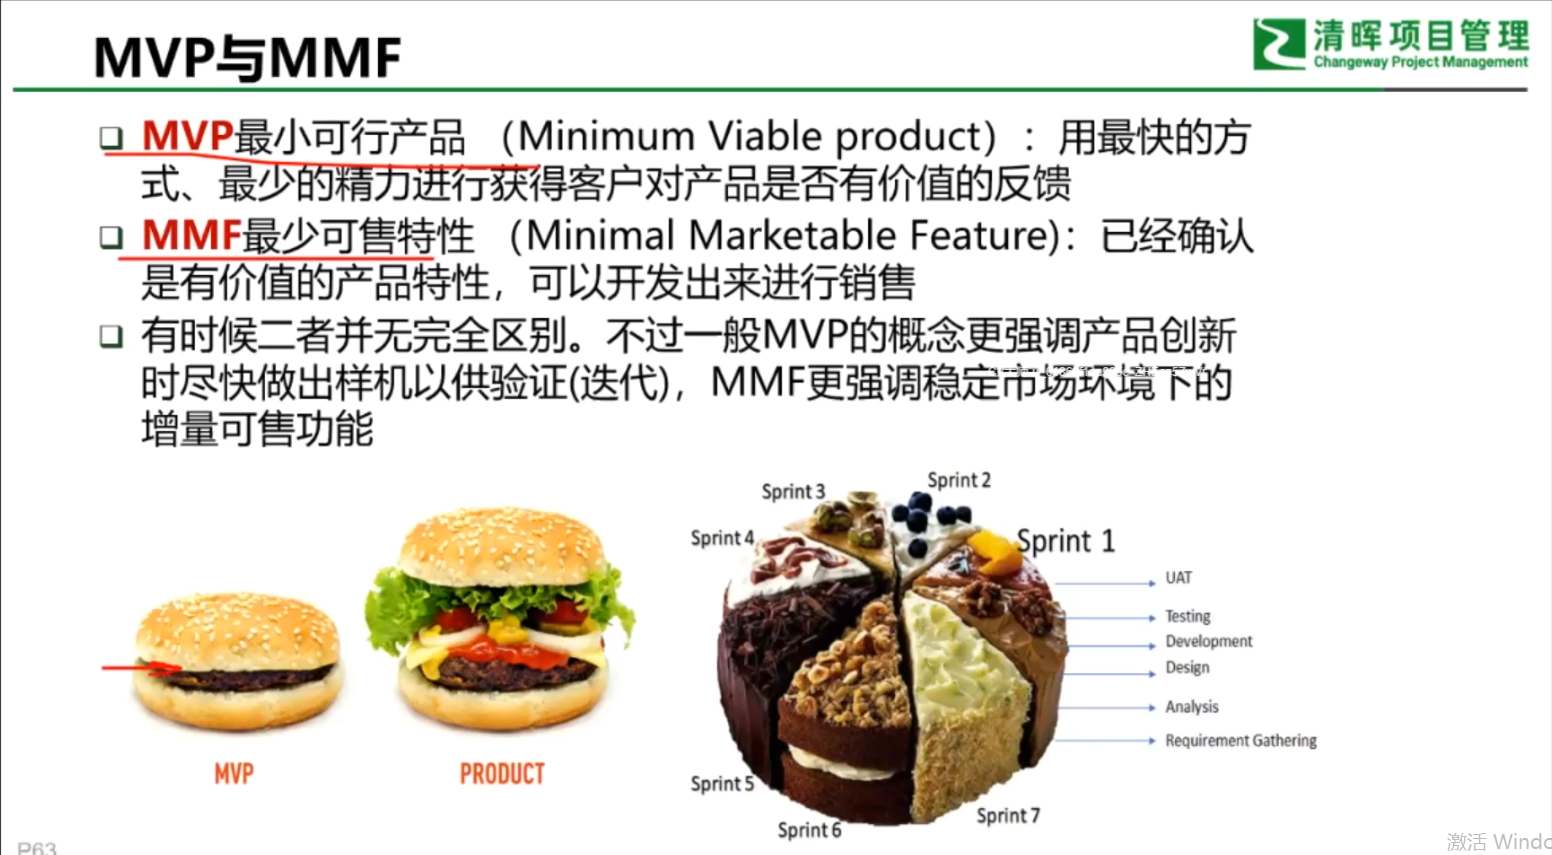 MVP与MMF
清晖项目管理
Changeway Project Management
MVP最小可行产品 （Minimum Viable product）：用最快的方
式、最少的精力进行获得客户对产品是否有价值的反馈
MMF最少可售特性 （Minimal Marketable Feature)：已经确认
是有价值的产品特性，可以开发出来进行销售
有时候二者并无完全区别。不过一般MVP的概念更强调产品创新
时尽快做出样机以供验证(迭代)，MMF更强调稳定市场环境下的
增量可售功能
MVP
PRODUCT
Sprint 3
Sprint 2
Sprint 4
Sprint 1
UAT
Testing
Development
Design
Analysis
Requirement Gathering
Sprint 5
Sprint 6
Sprint 7
P63
激活 Windo